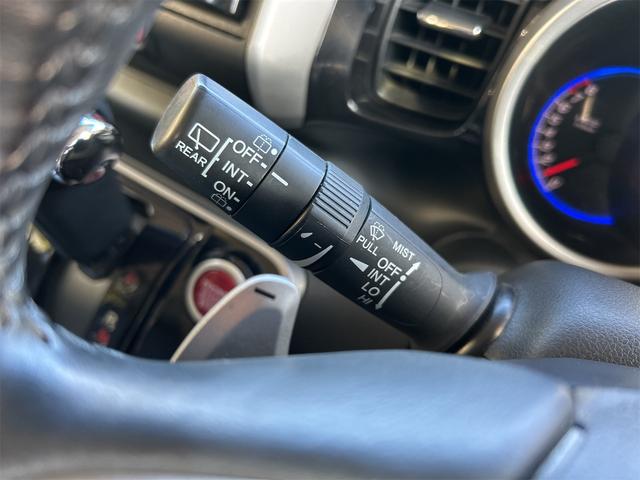 REAR
OFF
INT
ON
PULL
MIST
OFF
INT
LO
HI